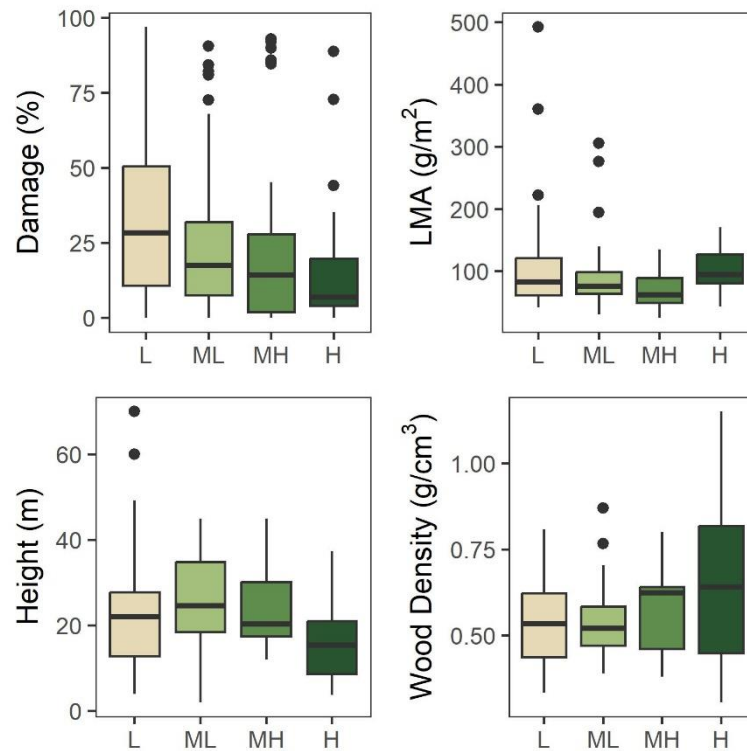 Damage (%)
100
75
50
25
0
L ML MH H
LMA (g/m²)
500
400
300
200
100
L ML MH H
Height (m)
60
40
20
0
L ML MH H
Wood Density (g/cm³)
1.00
0.75
0.50
L ML MH H